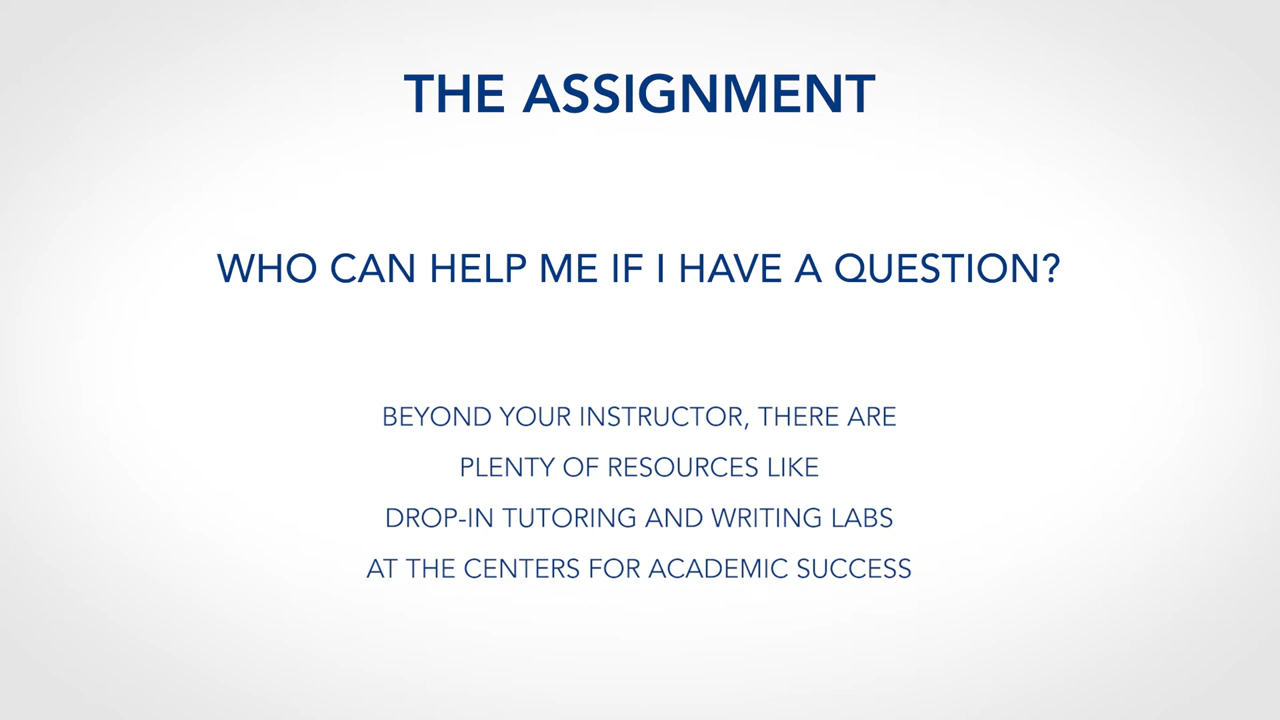 THE ASSIGNMENT
WHO CAN HELP ME IF I HAVE A QUESTION?
BEYOND YOUR INSTRUCTOR, THERE ARE
PLENTY OF RESOURCES LIKE
DROP-IN TUTORING AND WRITING LABS
AT THE CENTERS FOR ACADEMIC SUCCESS